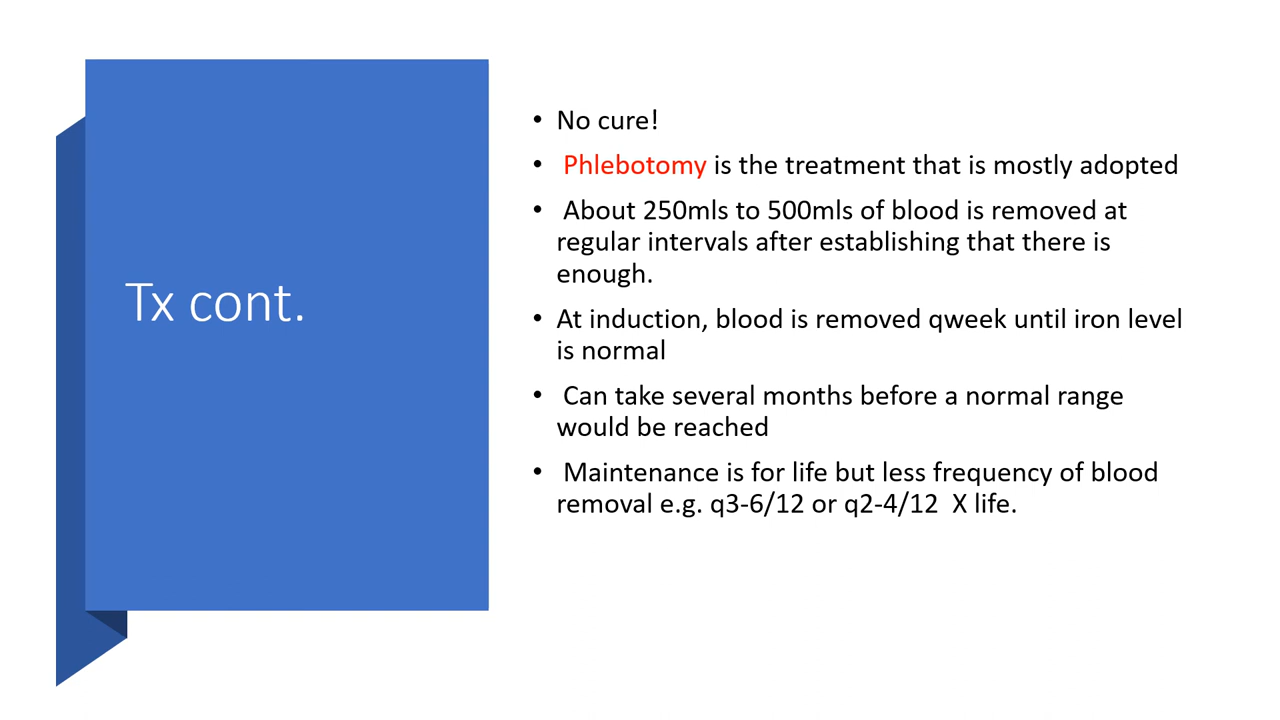 Tx cont.
• No cure!
• Phlebotomy is the treatment that is mostly adopted
• About 250mls to 500mls of blood is removed at
regular intervals after establishing that there is
enough.
• At induction, blood is removed qweek until iron level
is normal
• Can take several months before a normal range
would be reached
• Maintenance is for life but less frequency of blood
removal e.g. q3-6/12 or q2-4/12 X life.